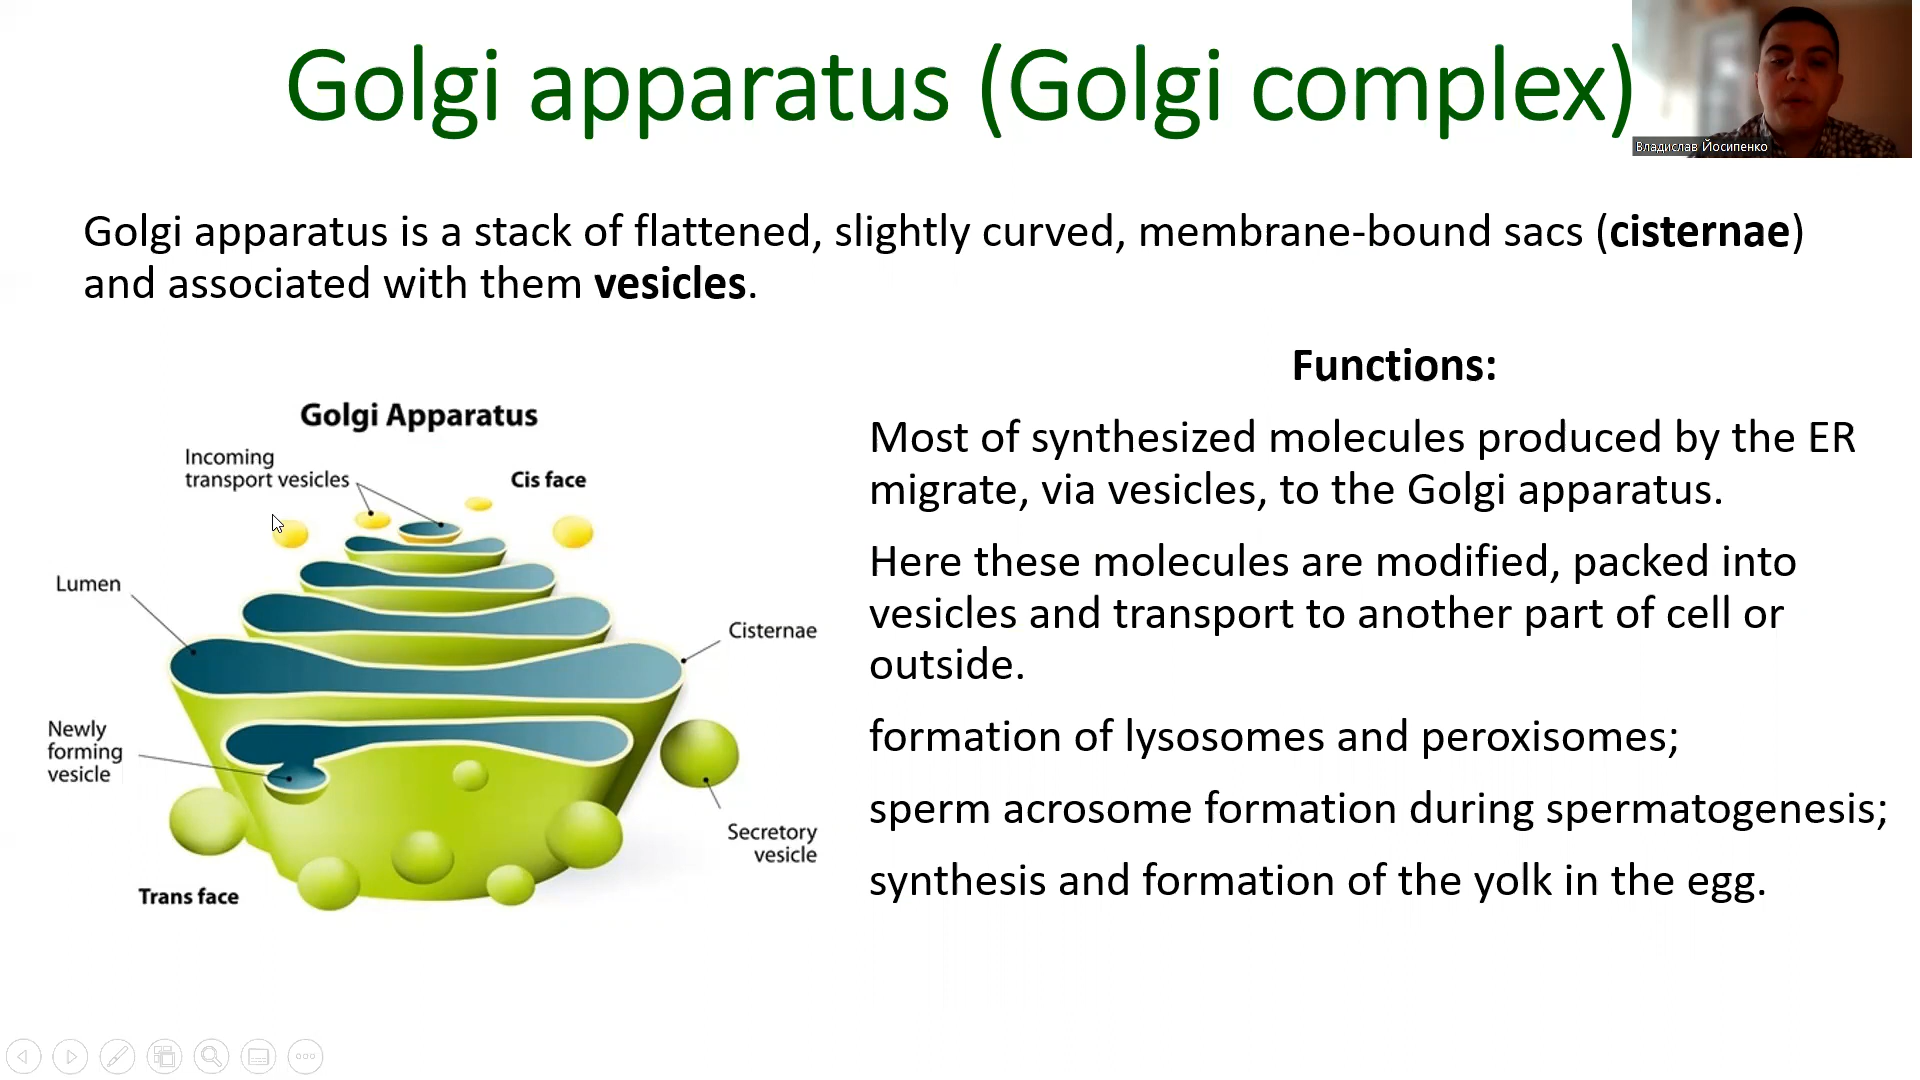 Golgi apparatus (Golgi complex)
Владислав Йосипенко
Golgi apparatus is a stack of flattened, slightly curved, membrane-bound sacs (cisternae)
and associated with them vesicles.
Golgi Apparatus
Incoming
transport vesicles
Cis face
Lumen
Cisternae
Newly
forming
vesicle
Secretory
vesicle
Trans face
Functions:
Most of synthesized molecules produced by the ER
migrate, via vesicles, to the Golgi apparatus.
Here these molecules are modified, packed into
vesicles and transport to another part of cell or
outside.
formation of lysosomes and peroxisomes;
sperm acrosome formation during spermatogenesis;
synthesis and formation of the yolk in the egg.